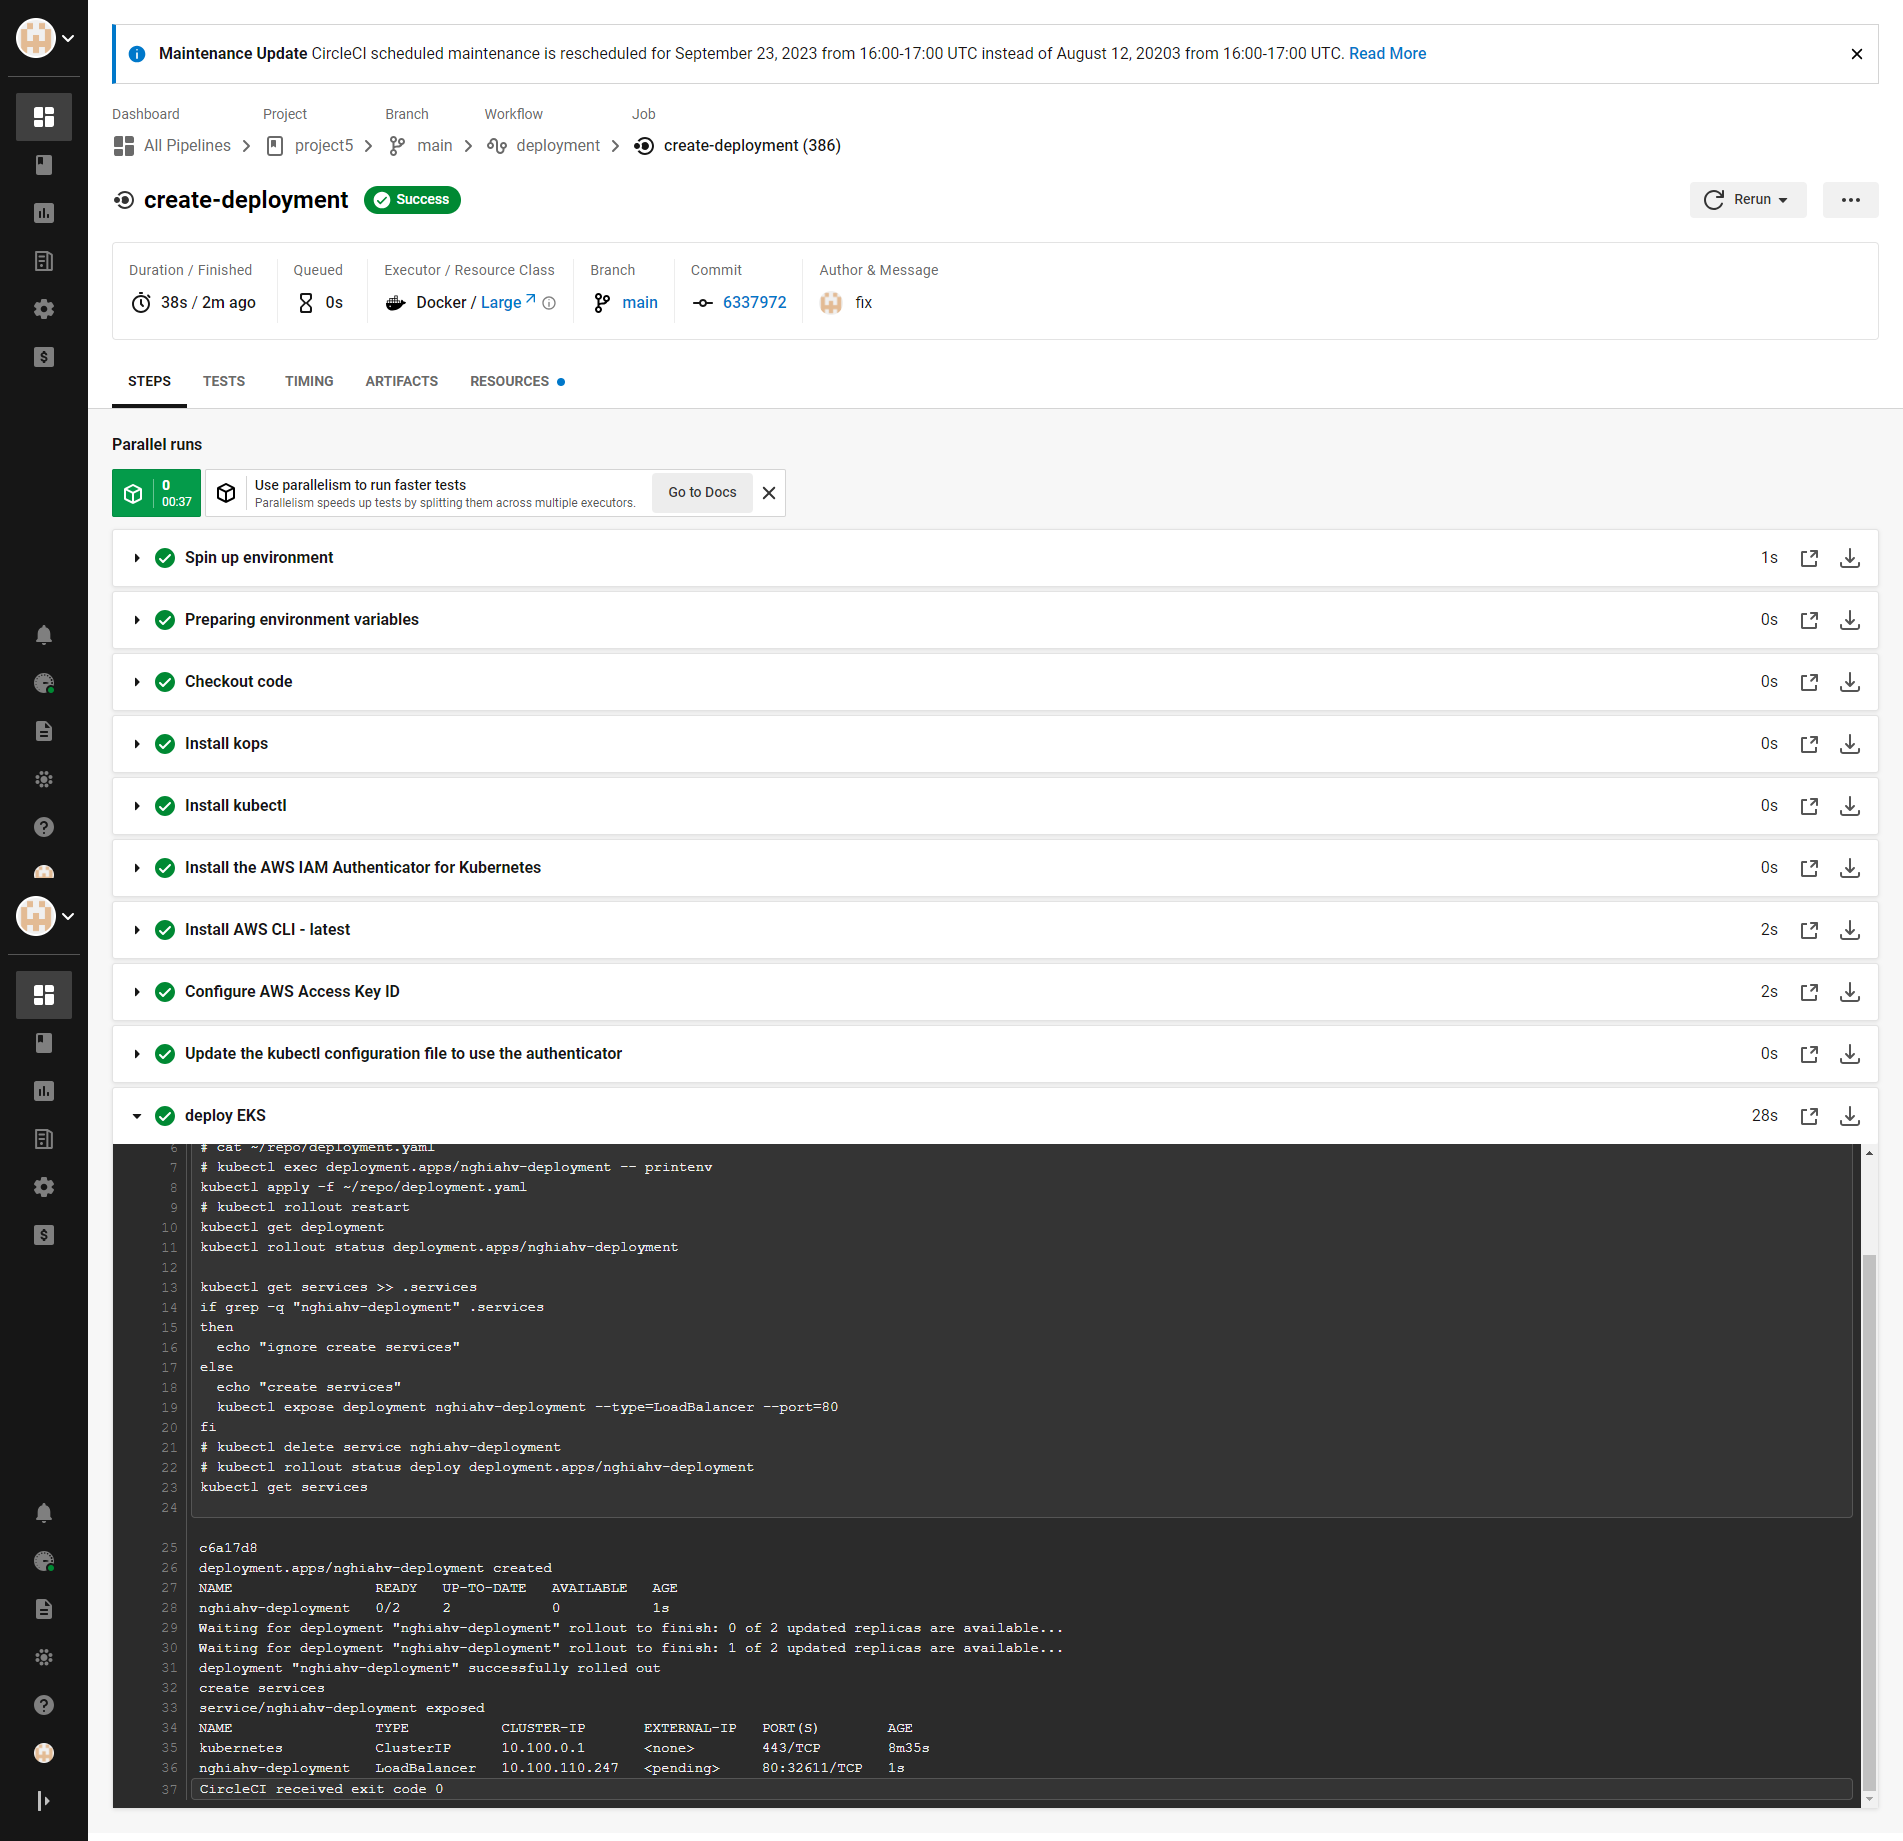 Maintenance Update CircleCI scheduled maintenance is rescheduled for September 23, 2023 from 16:00-17:00 UTC instead of August 12, 20203 from 16:00-17:00 UTC. Read More
Dashboard Project Branch Workflow Job
All Pipelines project5 main deployment create-deployment (386)
create-deployment Success Rerun
Duration / Finished Queued Executor / Resource Class Branch Commit Author & Message
38s / 2m ago 0s Docker / Large main 6337972 fix
STEPS TESTS TIMING ARTIFACTS RESOURCES
Parallel runs
0
00:37
Use parallelism to run faster tests
Parallelism speeds up tests by splitting them across multiple executors.
Go to Docs
Spin up environment 1s
Preparing environment variables 0s
Checkout code 0s
Install kops 0s
Install kubectl 0s
Install the AWS IAM Authenticator for Kubernetes 0s
Install AWS CLI - latest 2s
Configure AWS Access Key ID 2s
Update the kubectl configuration file to use the authenticator 0s
deploy EKS 28s
6 # cat ~/repo/deployment.yaml
7 # kubectl exec deployment.apps/nghiahv-deployment -- printenv
8 kubectl apply -f ~/repo/deployment.yaml
9 # kubectl rollout restart
10 kubectl get deployment
11 kubectl rollout status deployment.apps/nghiahv-deployment
12
13 kubectl get services >> .services
14 if grep -q "nghiahv-deployment" .services
15 then
16 echo "ignore create services"
17 else
18 echo "create services"
19 kubectl expose deployment nghiahv-deployment --type=LoadBalancer --port=80
20 fi
21 # kubectl delete service nghiahv-deployment
22 # kubectl rollout status deploy deployment.apps/nghiahv-deployment
23 kubectl get services
24
25 c6a17d8
26 deployment.apps/nghiahv-deployment created
27 NAME READY UP-TO-DATE AVAILABLE AGE
28 nghiahv-deployment 0/2 2 0 1s
29 Waiting for deployment "nghiahv-deployment" rollout to finish: 0 of 2 updated replicas are available...
30 Waiting for deployment "nghiahv-deployment" rollout to finish: 1 of 2 updated replicas are available...
31 deployment "nghiahv-deployment" successfully rolled out
32 create services
33 service/nghiahv-deployment exposed
34 NAME TYPE CLUSTER-IP EXTERNAL-IP PORT(S) AGE
35 kubernetes ClusterIP 10.100.0.1 <none> 443/TCP 8m35s
36 nghiahv-deployment LoadBalancer 10.100.110.247 <pending> 80:32611/TCP 1s
37 CircleCI received exit code 0